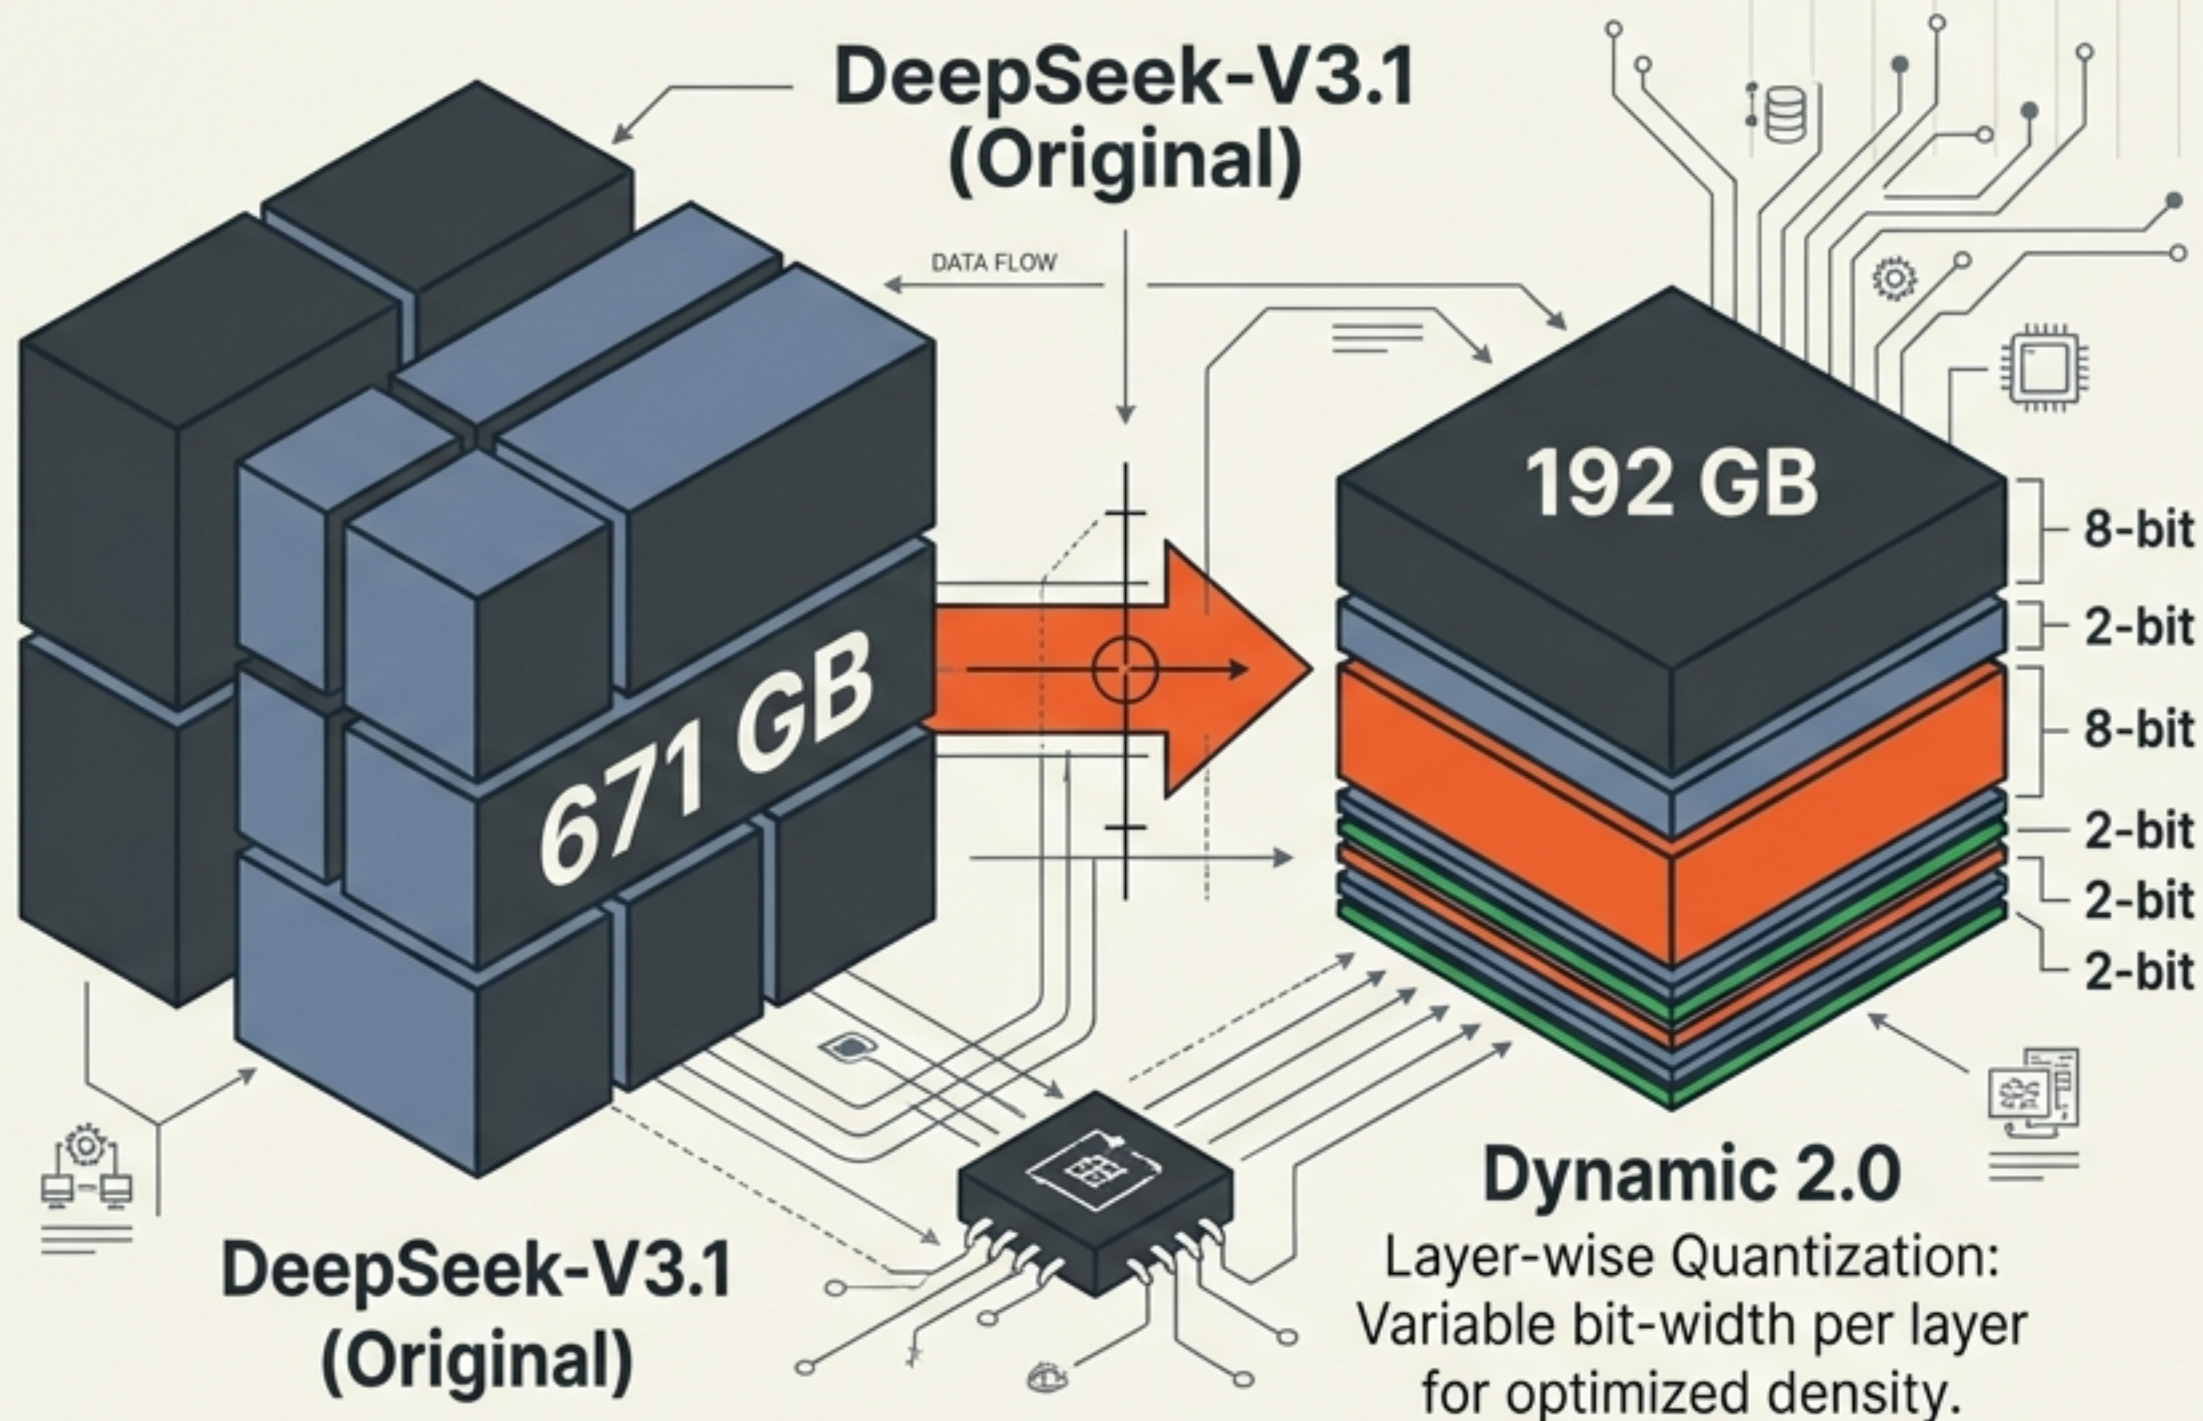 DeepSeek-V3.1
(Original)
DATA FLOW
671 GB
192 GB
8-bit
2-bit
8-bit
2-bit
2-bit
2-bit
DeepSeek-V3.1
(Original)
Dynamic 2.0
Layer-wise Quantization:
Variable bit-width per layer
for optimized density.